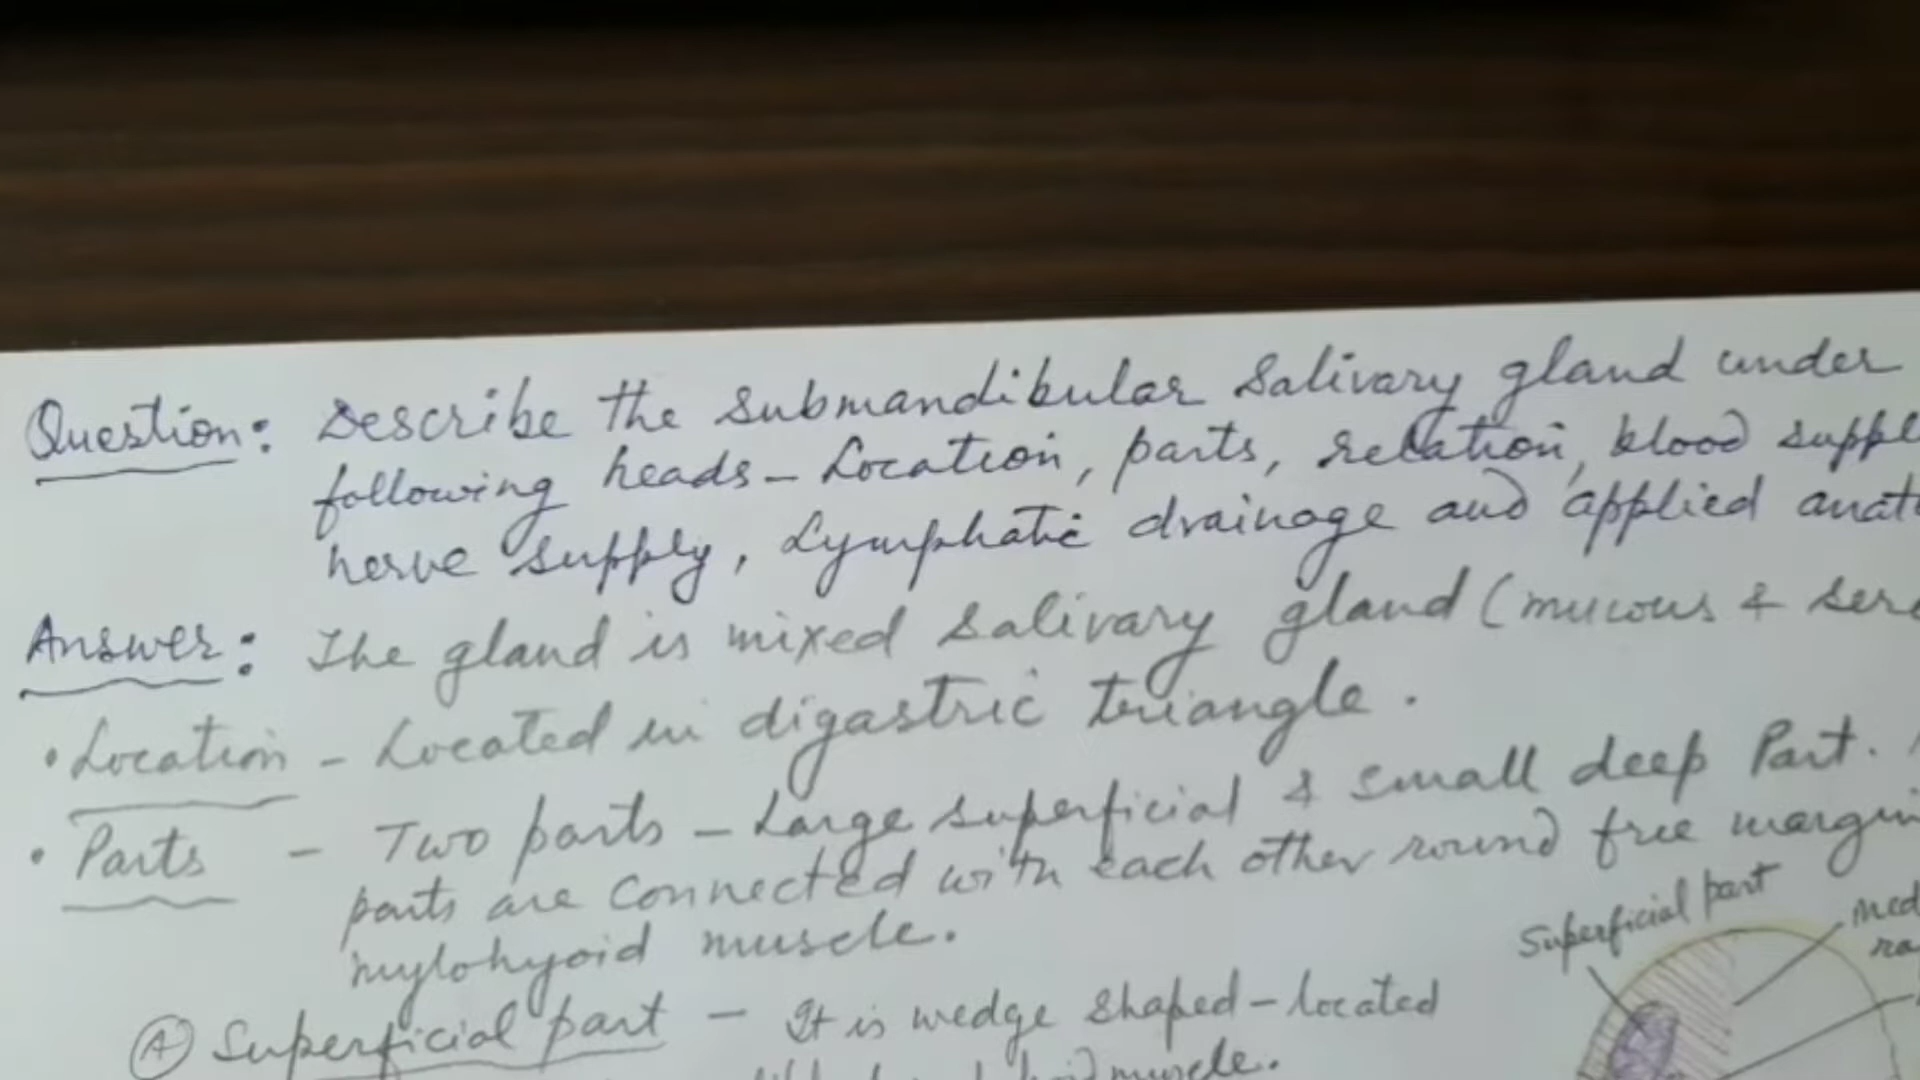 Question: Describe the submandibular salivary gland under
following heads - Location, parts, relation, blood suppl
nerve supply, Lymphatic drainage and applied anat
Answer: The gland is mixed salivary gland (mucous & ser
• Location - Located in digastric triangle.
• Parts - Two parts - Large superficial & small deep Part.
parts are connected with each other round free margin
mylohyoid muscle.
Superficial part
med
ra
(A) Superficial part - It is wedge shaped - located
muscle.